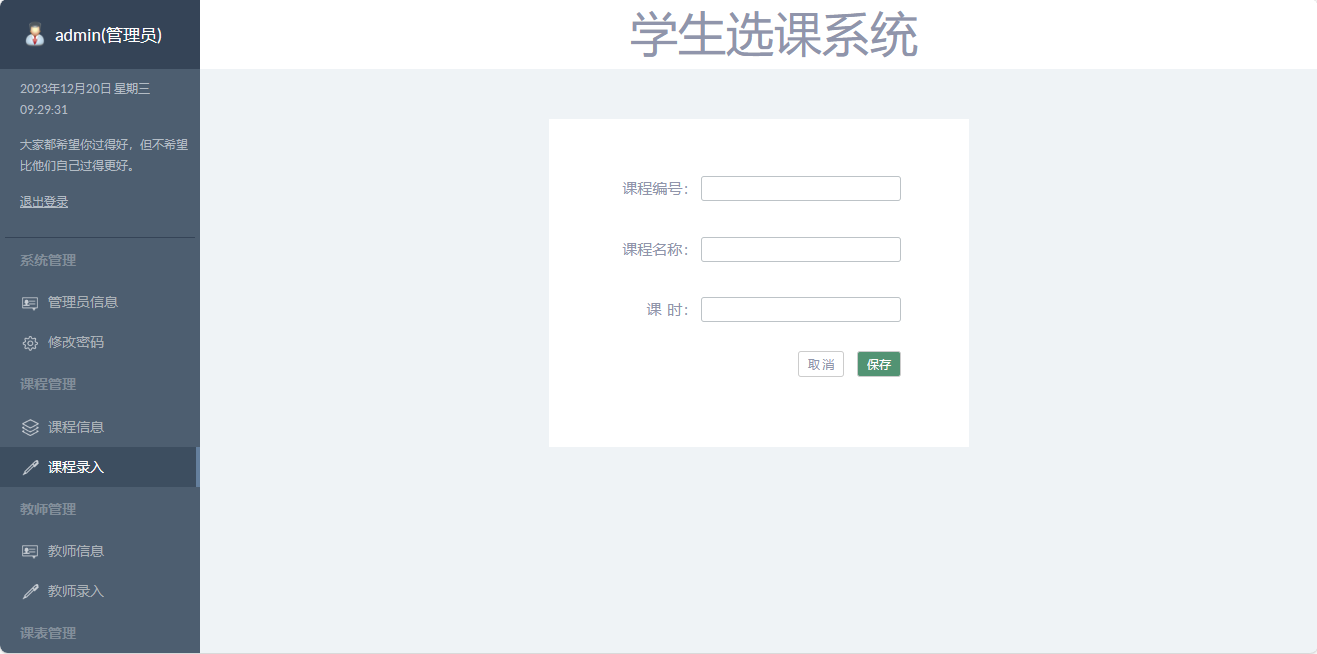 admin(管理员)
学生选课系统
2023年12月20日 星期三
09:29:31
大家都希望你过得好，但不希望
比他们自己过得更好。
退出登录
系统管理
管理员信息
修改密码
课程管理
课程信息
课程录入
教师管理
教师信息
教师录入
课表管理
课程编号：
课程名称：
课 时：
取消
保存